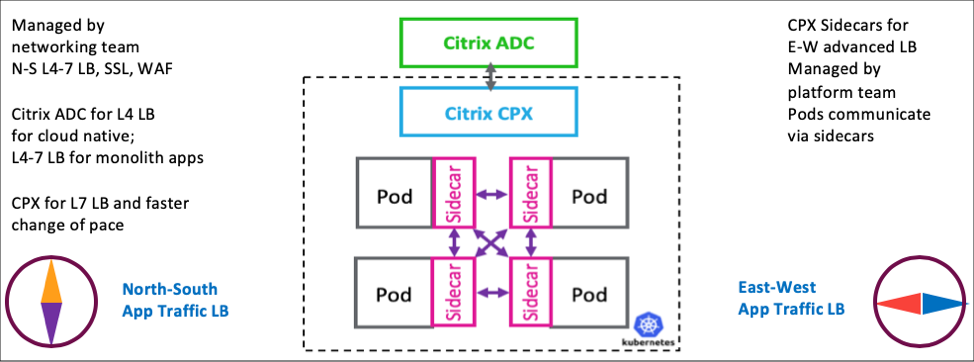 Managed by
networking team
N-S L4-7 LB, SSL, WAF
Citrix ADC for L4 LB
for cloud native;
L4-7 LB for monolith apps
CPX for L7 LB and faster
change of pace
North-South
App Traffic LB
Citrix ADC
Citrix CPX
Pod
Sidecar
Sidecar
Pod
Pod
Sidecar
Sidecar
Pod
kubernetes
CPX Sidecars for
E-W advanced LB
Managed by
platform team
Pods communicate
via sidecars
East-West
App Traffic LB